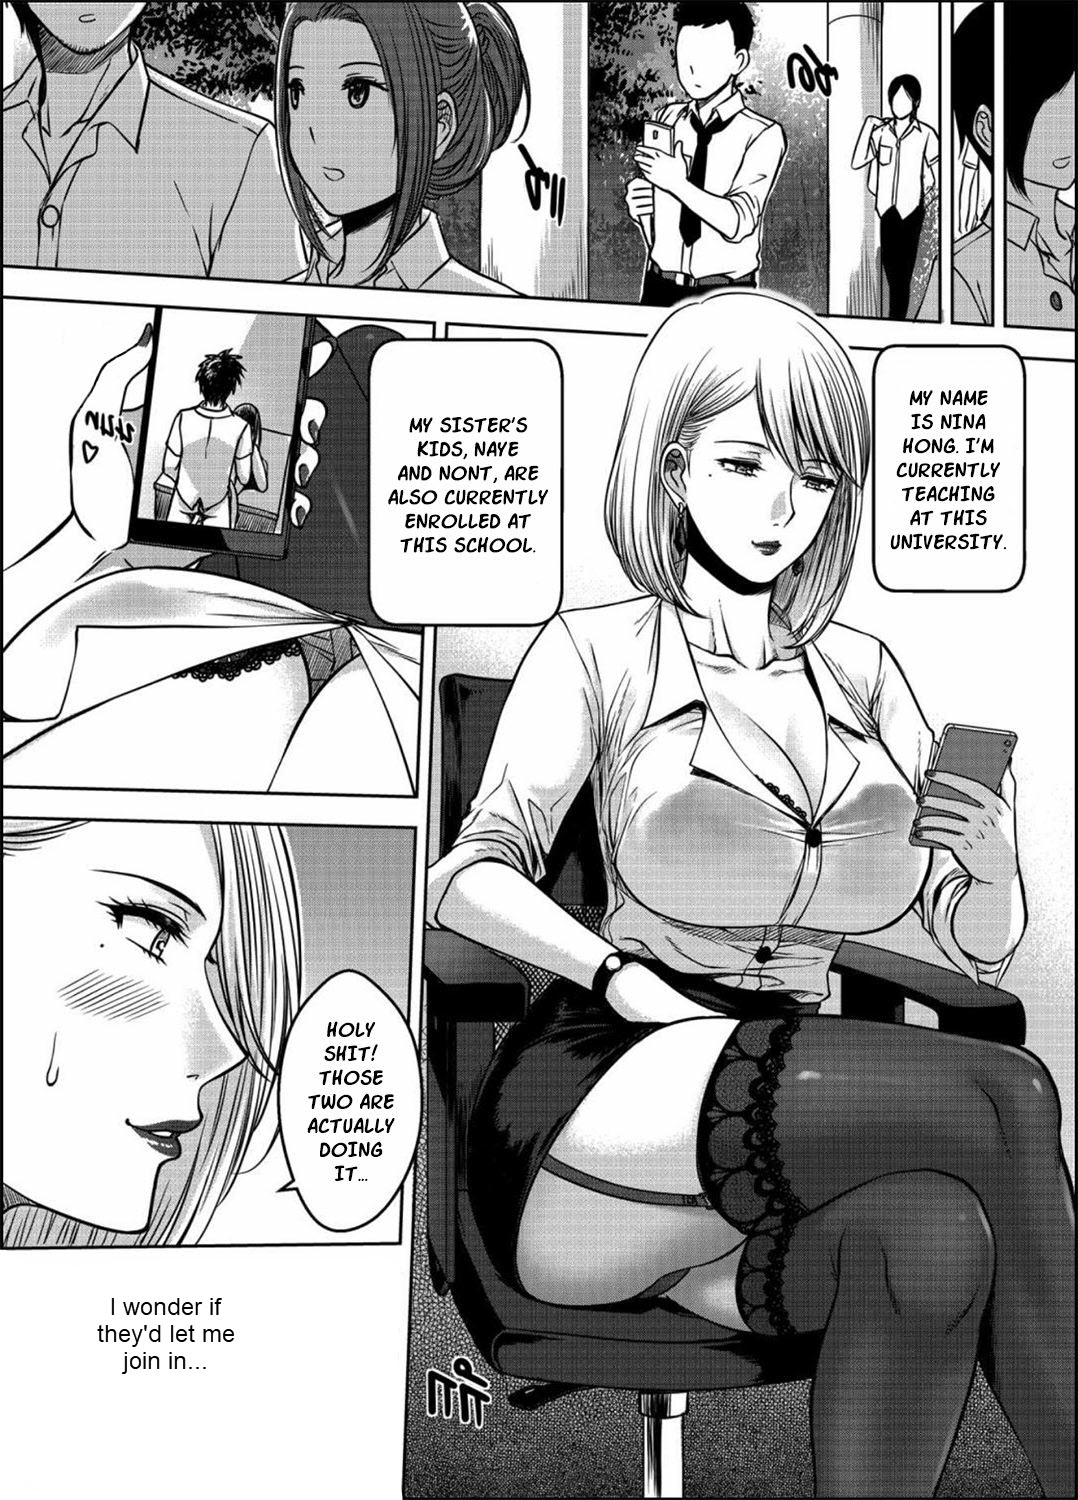 MY NAME
IS NINA
HONG. I'M
CURRENTLY
TEACHING
AT THIS
UNIVERSITY.
MY SISTER'S
KIDS, NAYE
AND NONT, ARE
ALSO CURRENTLY
ENROLLED AT
THIS SCHOOL.
HOLY
SHIT!
THOSE
TWO ARE
ACTUALLY
DOING
IT...
I wonder if
they'd let me
join in...